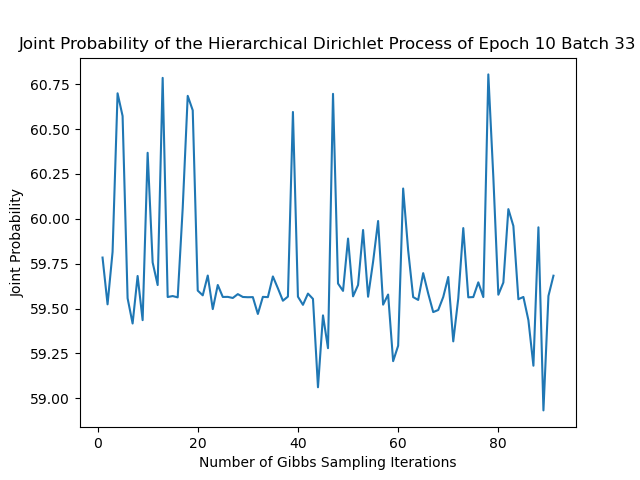 Joint Probability of the Hierarchical Dirichlet Process of Epoch 10 Batch 33
60.75
60.50
60.25
60.00
59.75
59.50
59.25
59.00
Joint Probability
0 20 40 60 80
Number of Gibbs Sampling Iterations